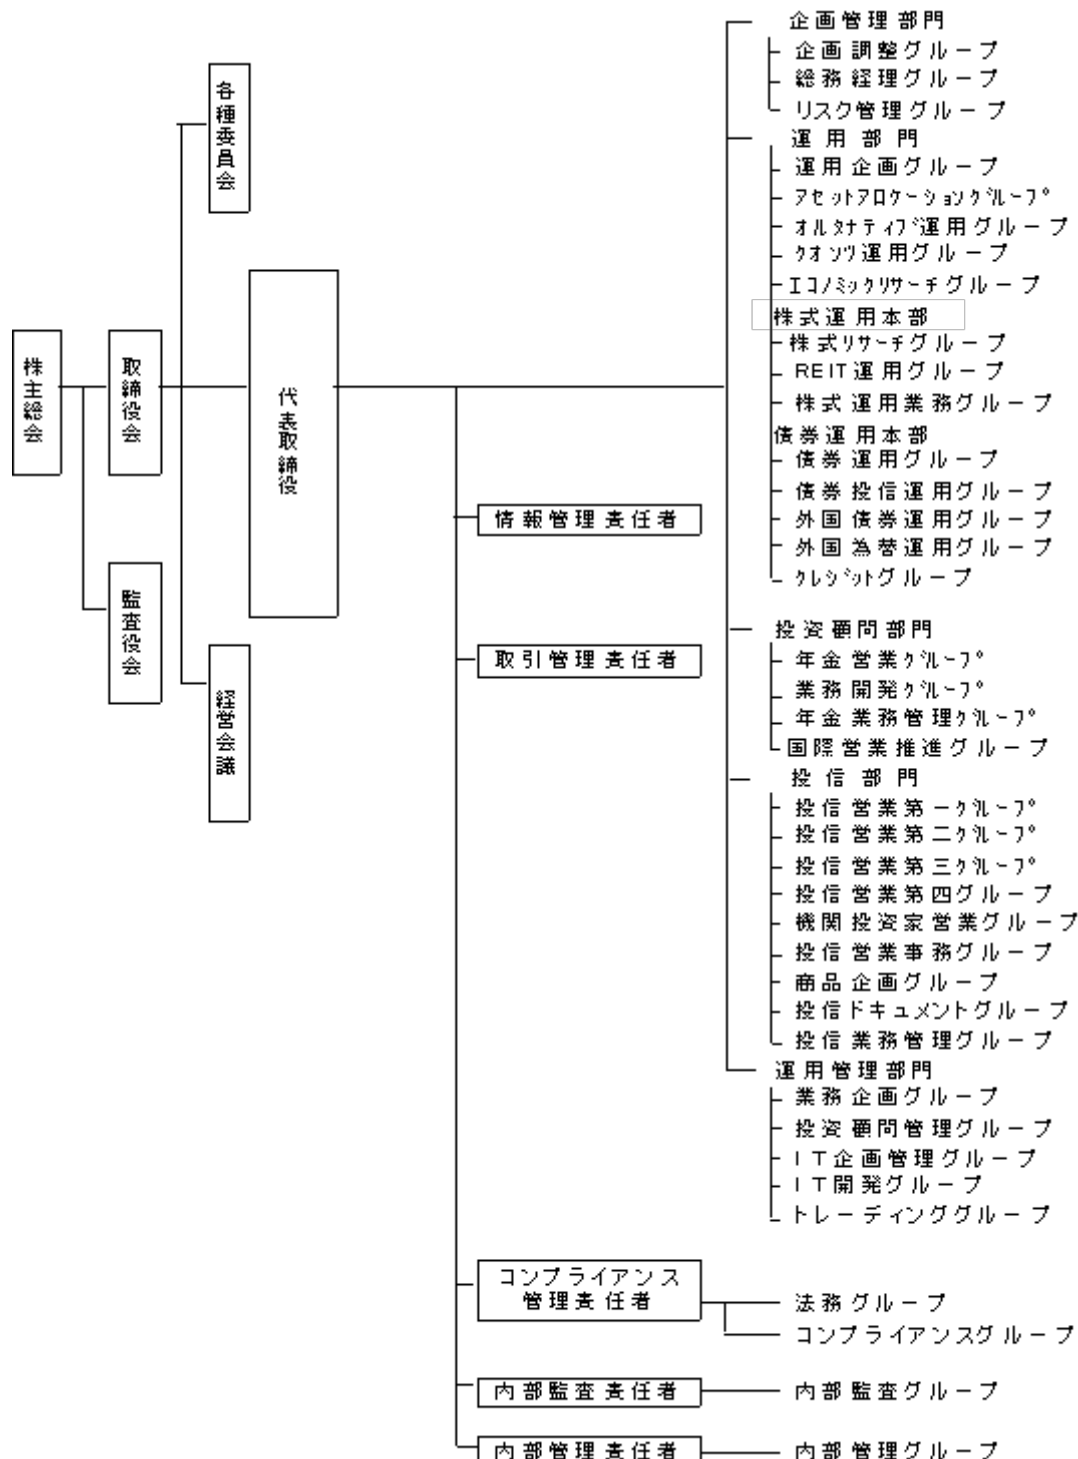 株主総会
取締役会
監査役会
各種委員会
経営会議
代表取締役
情報管理責任者
取引管理責任者
コンプライアンス
管理責任者
内部監査責任者
内部管理責任者
企画管理部門
企画調整グループ
総務経理グループ
リスク管理グループ
運用部門
運用企画グループ
アセットアロケーショングループ
オルタナティブ運用グループ
クオンツ運用グループ
エコノミックリサーチグループ
株式運用本部
株式リサーチグループ
REIT運用グループ
株式運用業務グループ
債券運用本部
債券運用グループ
債券投信運用グループ
外国債券運用グループ
外国為替運用グループ
クレジットグループ
投資顧問部門
年金営業グループ
業務開発グループ
年金業務管理グループ
国際営業推進グループ
投信部門
投信営業第一グループ
投信営業第二グループ
投信営業第三グループ
投信営業第四グループ
機関投資家営業グループ
投信営業事務グループ
商品企画グループ
投信ドキュメントグループ
投信業務管理グループ
運用管理部門
業務企画グループ
投資顧問管理グループ
IT企画管理グループ
IT開発グループ
トレーディンググループ
法務グループ
コンプライアンスグループ
内部監査グループ
内部管理グループ